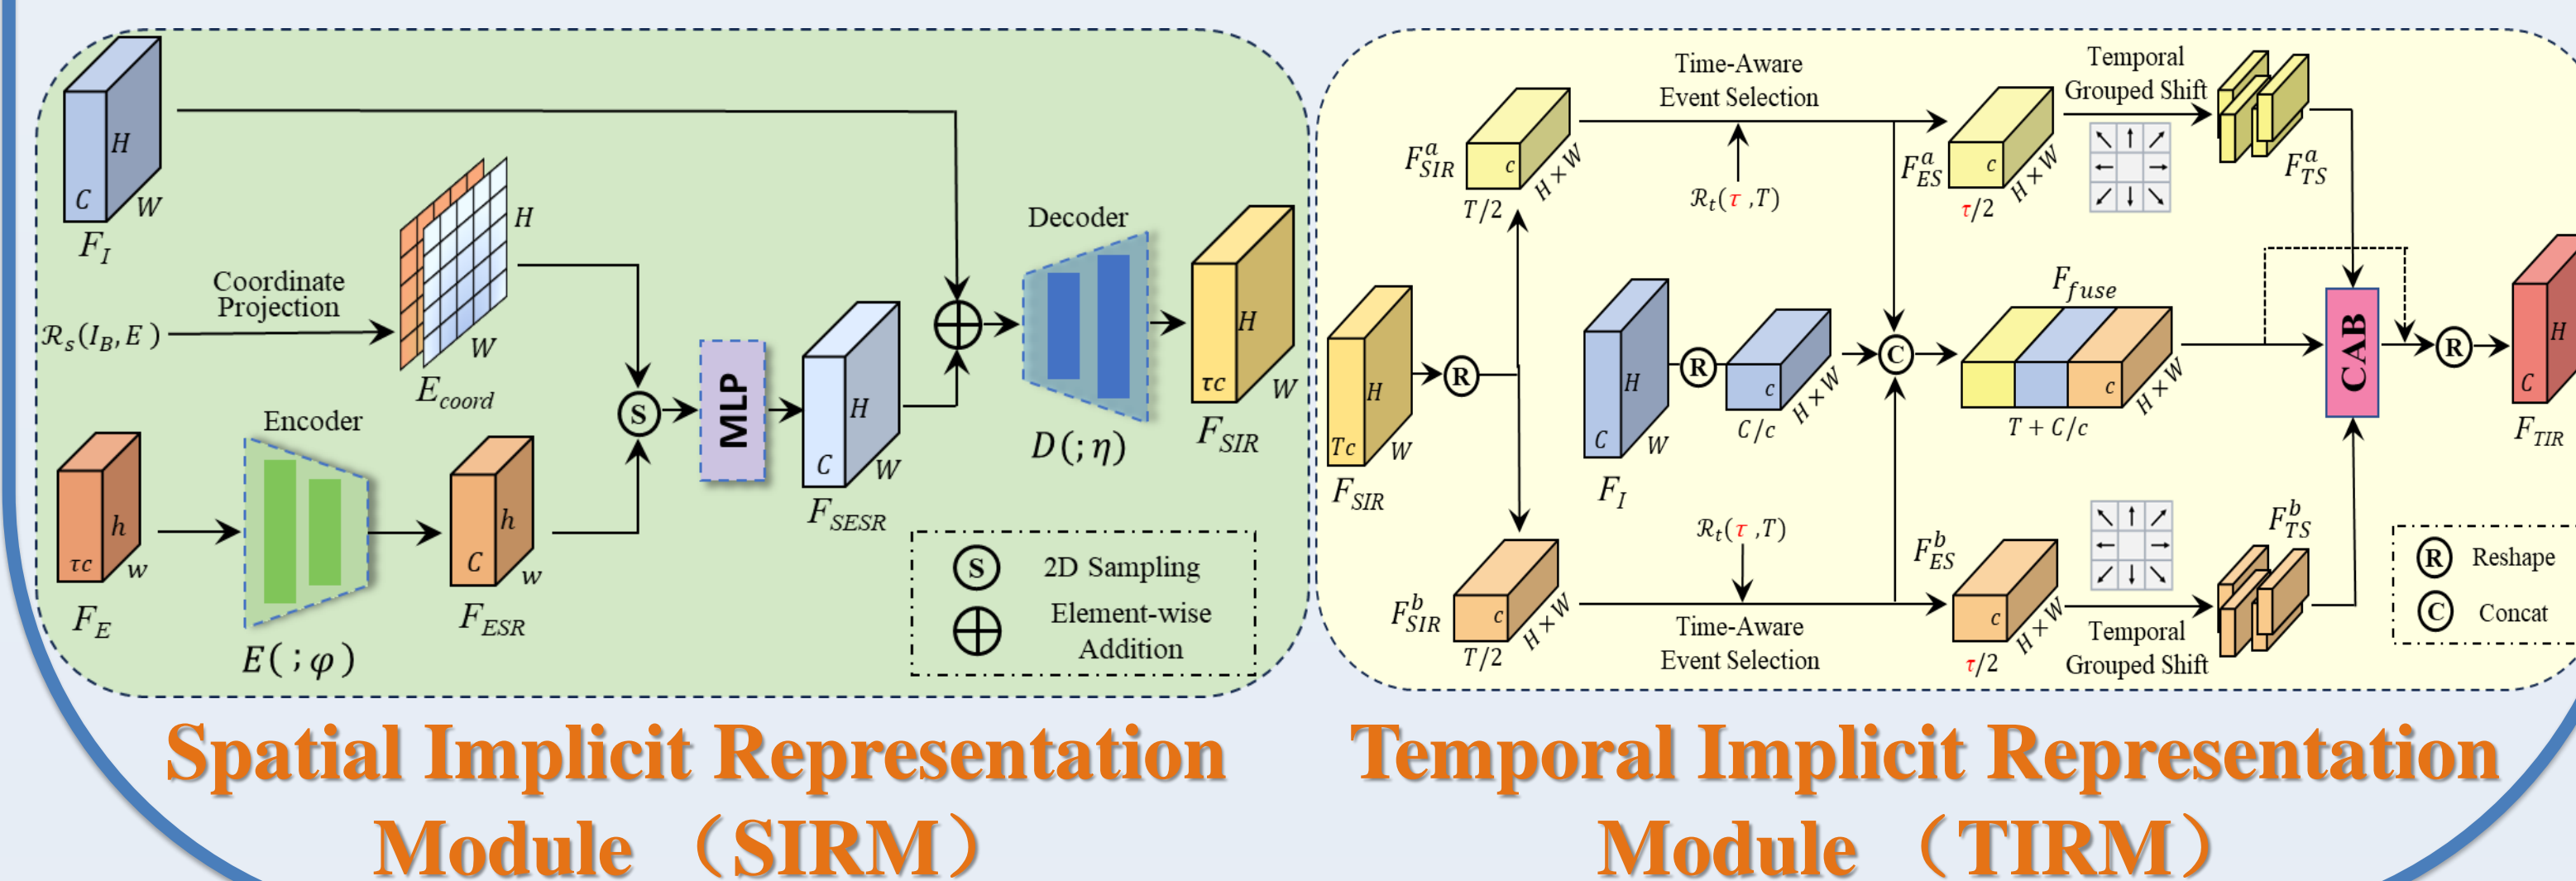 H
C
W
F_I
Coordinate
Projection
ℛ_s(I_B, E)
H
W
E_coord
Encoder
h
τc
w
F_E
E( ; φ)
h
C
w
F_ESR
S
MLP
H
C
W
F_SESR
Decoder
D(; η)
H
τc
W
F_SIR
S 2D Sampling
Element-wise
Addition
Spatial Implicit Representation
Module （SIRM）
H
Tc
W
F_SIR
R
F^a_SIR
c
H×W
T/2
Time-Aware
Event Selection
ℛ_t(τ ,T)
F^a_ES
c
H×W
τ/2
Temporal
Grouped Shift
F^a_TS
H
C
W
F_I
R
c
H×W
C/c
C
F_fuse
c
H×W
T + C/c
CAB
R
H
C
F_TIR
F^b_SIR
c
H×W
T/2
ℛ_t(τ ,T)
Time-Aware
Event Selection
F^b_ES
c
H×W
τ/2
Temporal
Grouped Shift
F^b_TS
R Reshape
C Concat
Temporal Implicit Representation
Module （TIRM）